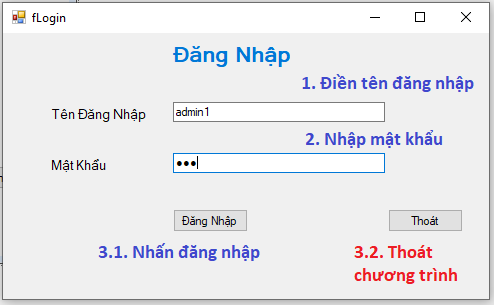 fLogin
Đăng Nhập
1. Điền tên đăng nhập
Tên Đăng Nhập admin1
2. Nhập mật khẩu
Mật Khẩu ●●●
Đăng Nhập Thoát
3.1. Nhấn đăng nhập
3.2. Thoát
chương trình